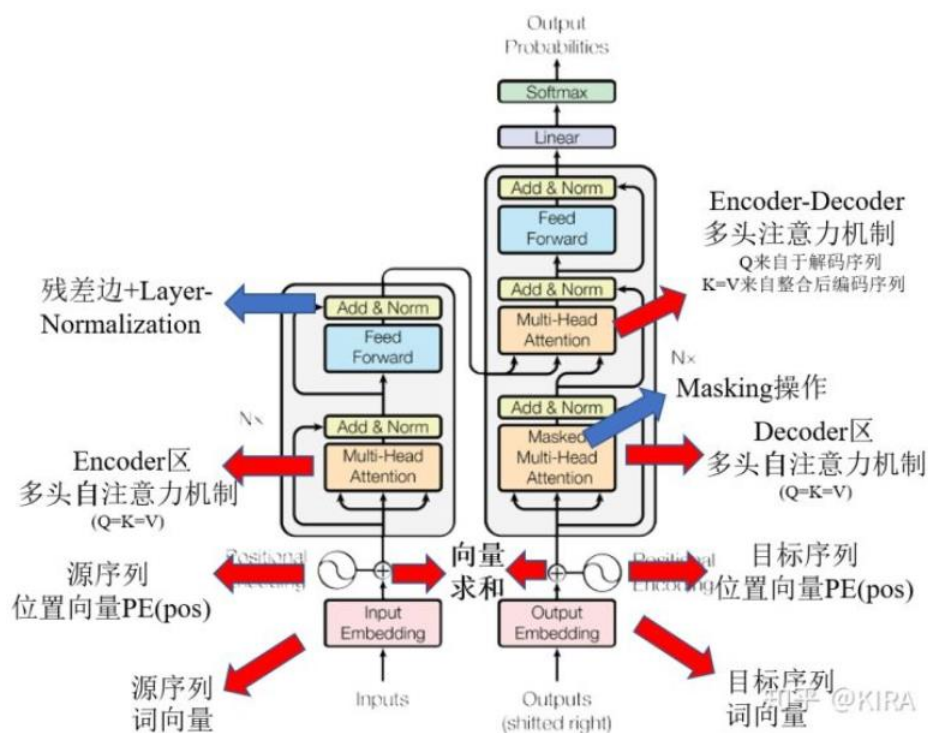 Output
Probabilities
Softmax
Linear
Add & Norm
Feed
Forward
Add & Norm
Multi-Head
Attention
N×
Add & Norm
Masked
Multi-Head
Attention
Encoder-Decoder
多头注意力机制
Q来自于解码序列
K=V来自整合后编码序列
Masking操作
Decoder区
多头自注意力机制
(Q=K=V)
残差边+Layer-
Normalization
Add & Norm
Feed
Forward
N×
Add & Norm
Multi-Head
Attention
Encoder区
多头自注意力机制
(Q=K=V)
Positional
Encoding
源序列
位置向量PE(pos)
向量
求和
Positional
Encoding
目标序列
位置向量PE(pos)
Input
Embedding
Output
Embedding
源序列
词向量
Inputs
Outputs
(shifted right)
目标序列
词向量
知乎 @KIRA